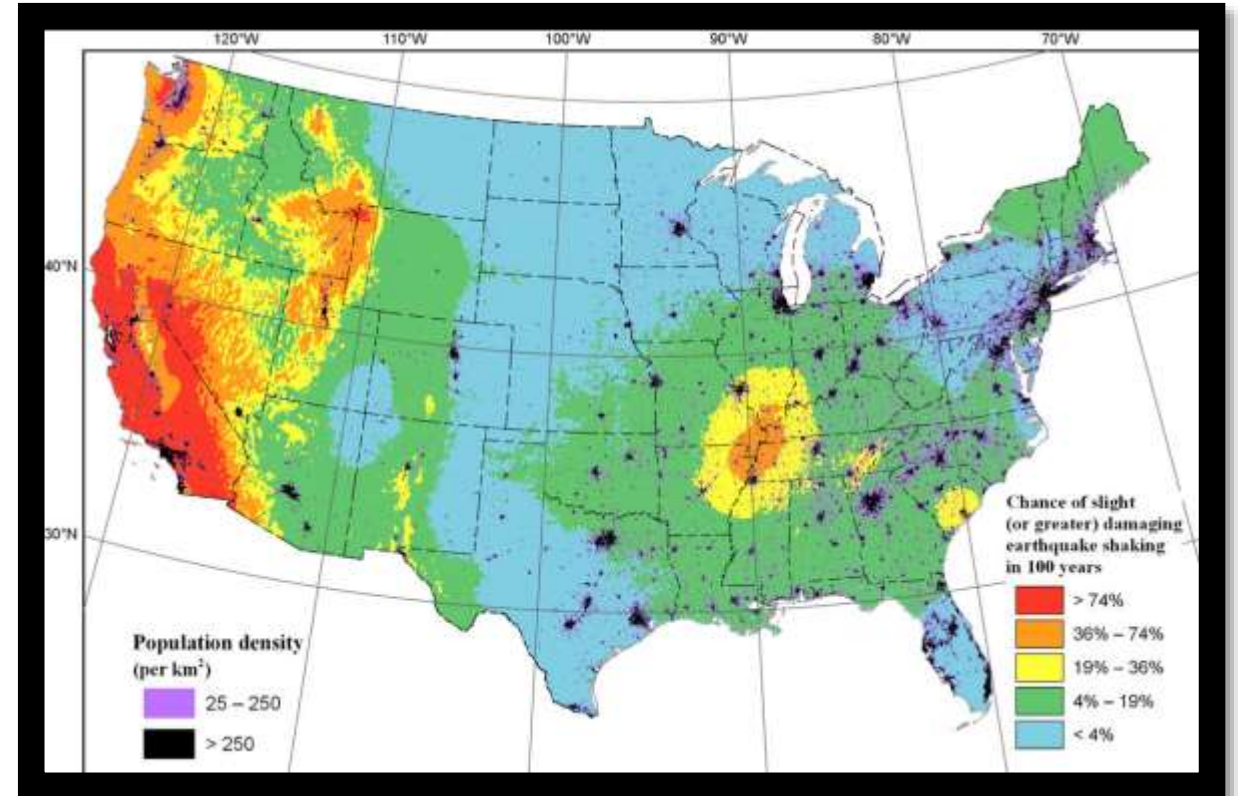 120°W 110°W 100°W 90°W 80°W 70°W
40°N
30°N
Population density
(per km²)
25 – 250
> 250
Chance of slight
(or greater) damaging
earthquake shaking
in 100 years
> 74%
36% – 74%
19% – 36%
4% – 19%
< 4%